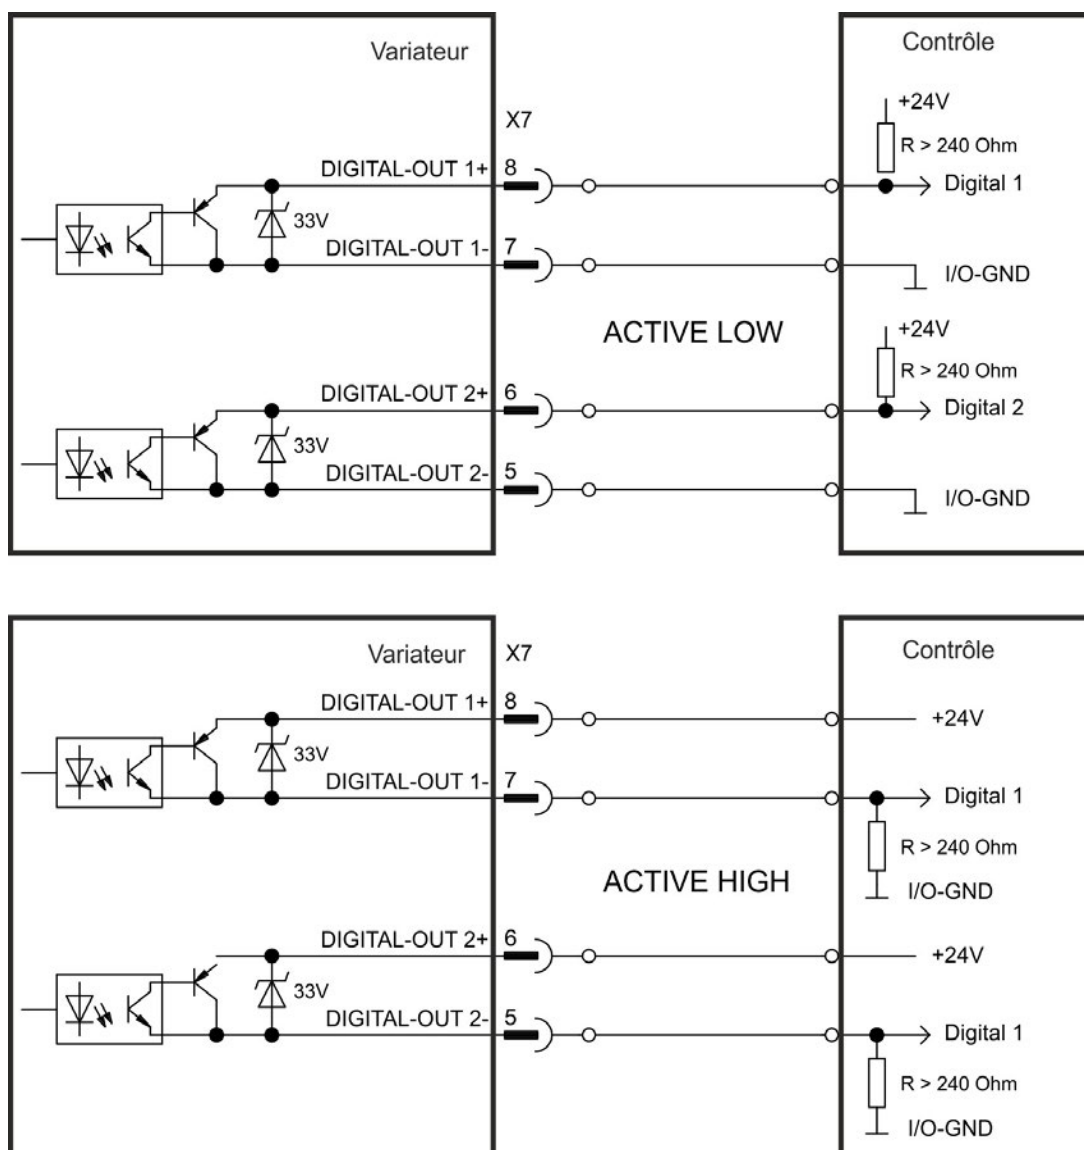 Variateur
Contrôle
X7
+24V
R > 240 Ohm
DIGITAL-OUT 1+
8
Digital 1
33V
DIGITAL-OUT 1-
7
I/O-GND
ACTIVE LOW
+24V
R > 240 Ohm
DIGITAL-OUT 2+
6
Digital 2
33V
DIGITAL-OUT 2-
5
I/O-GND
Variateur
X7
Contrôle
DIGITAL-OUT 1+
8
+24V
33V
DIGITAL-OUT 1-
7
Digital 1
R > 240 Ohm
ACTIVE HIGH
I/O-GND
DIGITAL-OUT 2+
6
+24V
33V
DIGITAL-OUT 2-
5
Digital 1
R > 240 Ohm
I/O-GND